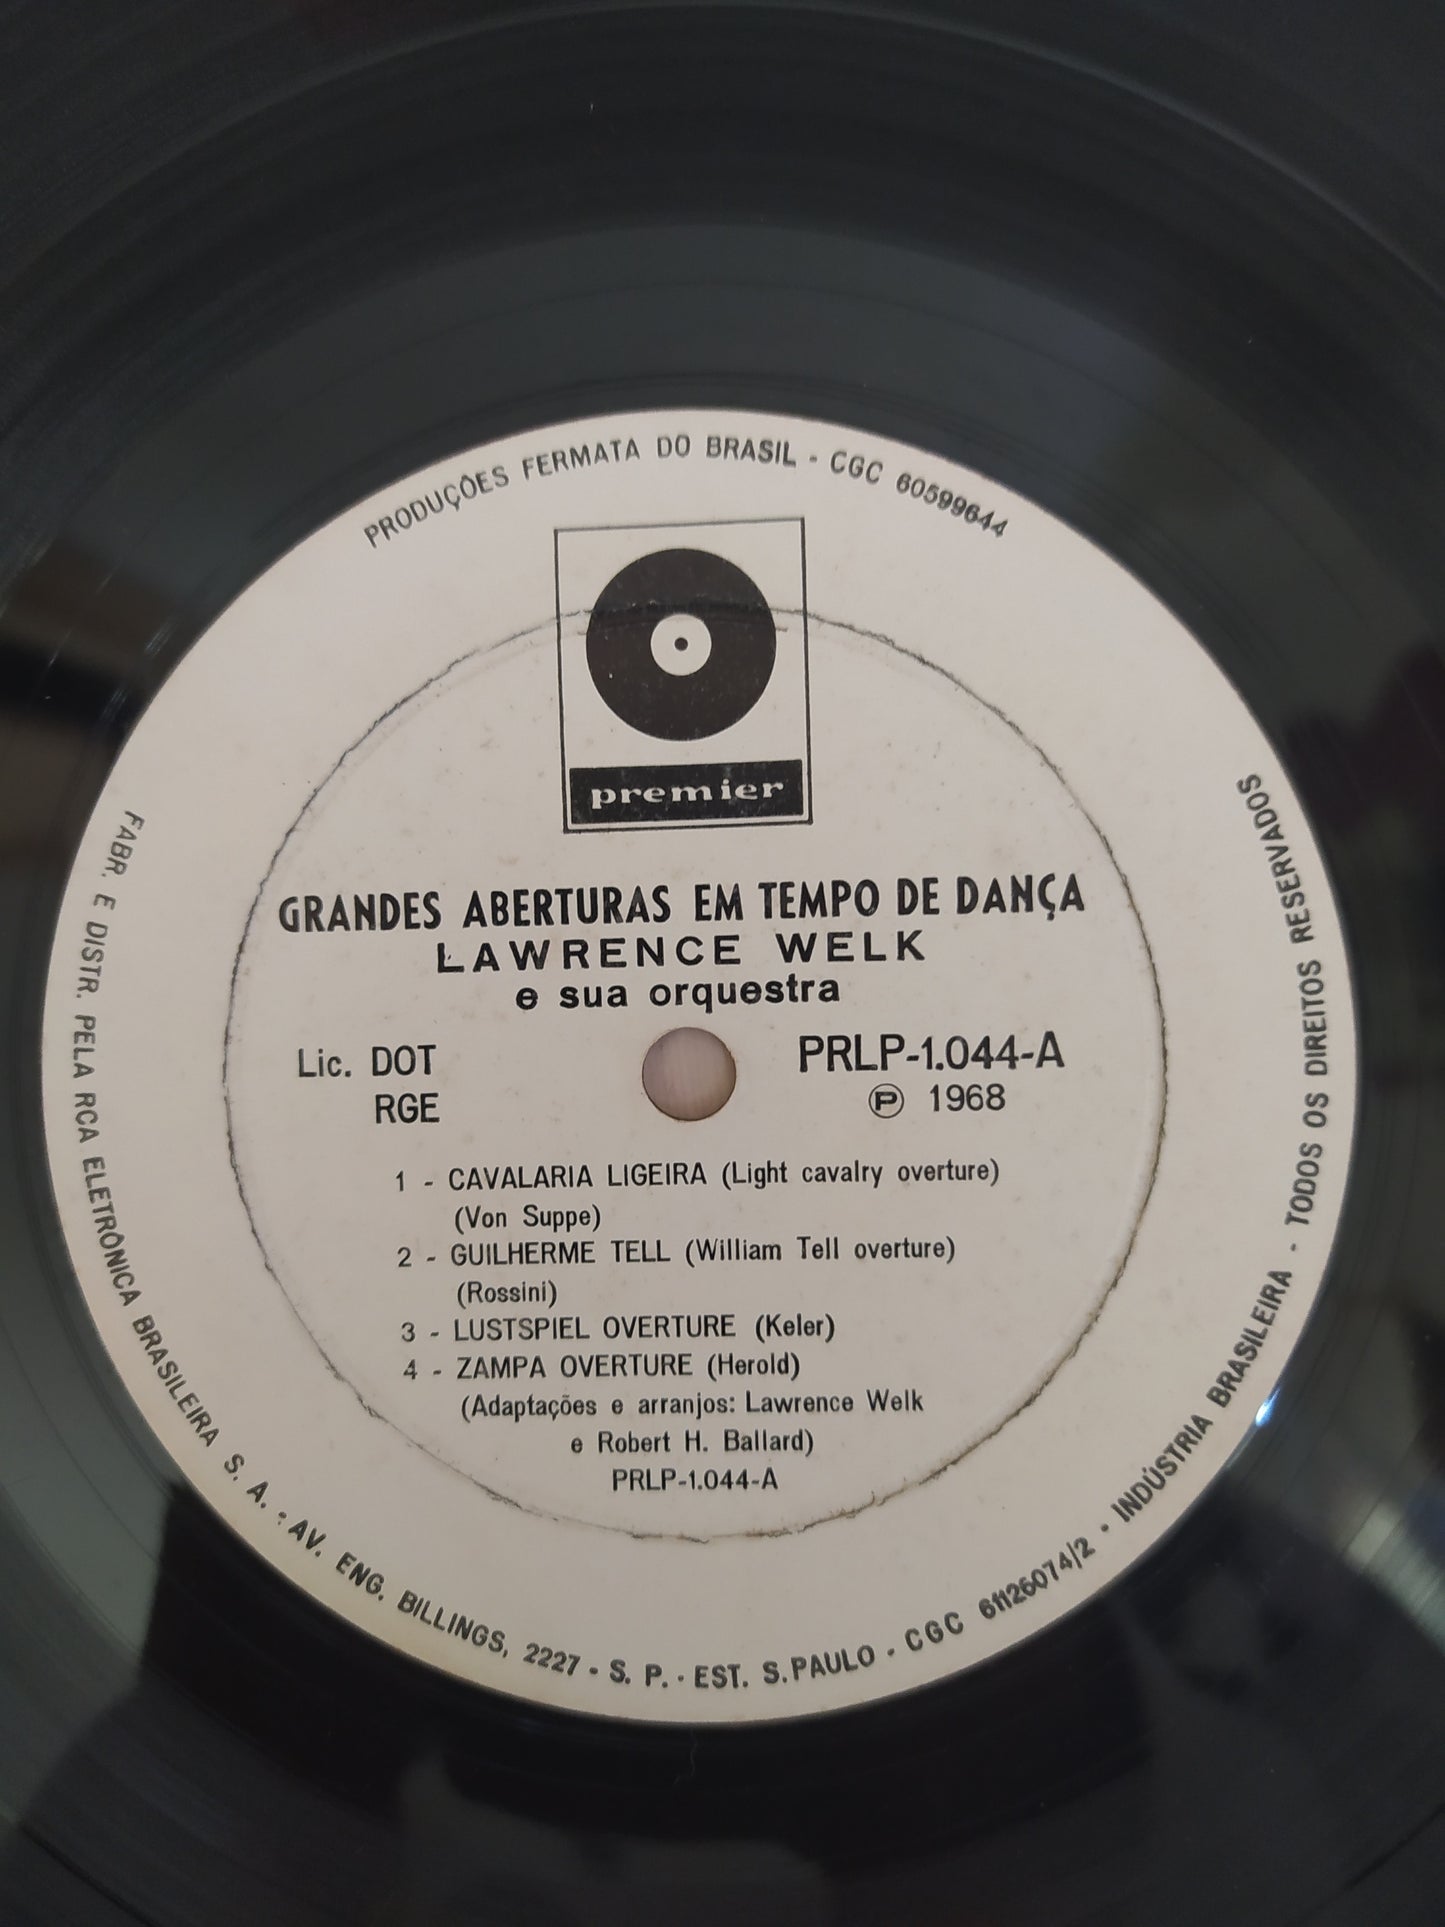 PRODUÇÕES FERMATA DO BRASIL - CGC 60599644
premier
GRANDES ABERTURAS EM TEMPO DE DANÇA
LAWRENCE WELK
e sua orquestra
Lic. DOT
RGE
PRLP-1.044-A
Ⓟ 1968
1 - CAVALARIA LIGEIRA (Light cavalry overture)
(Von Suppe)
2 - GUILHERME TELL (William Tell overture)
(Rossini)
3 - LUSTSPIEL OVERTURE (Keler)
4 - ZAMPA OVERTURE (Herold)
(Adaptações e arranjos: Lawrence Welk
e Robert H. Ballard)
PRLP-1.044-A
FABR. E DISTR. PELA RCA ELETRÔNICA BRASILEIRA S. A. - AV. ENG. BILLINGS, 2227 - S. P. - EST. S. PAULO - CGC 61126074/2 - INDÚSTRIA BRASILEIRA - TODOS OS DIREITOS RESERVADOS